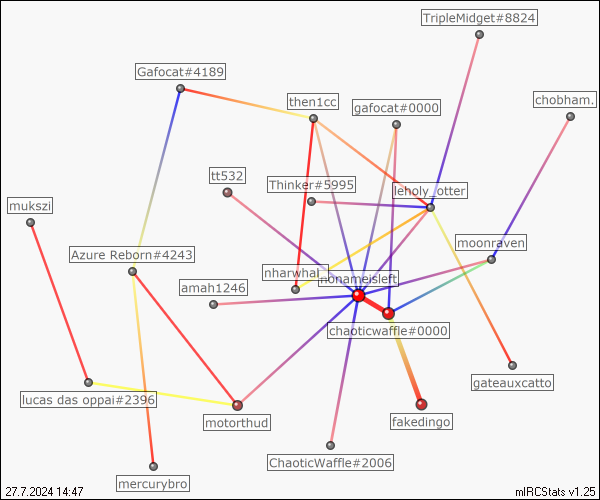 TripleMidget#8824
Gafocat#4189
then1cc
gafocat#0000
chobham.
tt532
Thinker#5995
leholy_otter
mukszi
Azure Reborn#4243
moonraven
nharwhal
nonameisleft
amah1246
chaoticwaffle#0000
gateauxcatto
lucas das oppai#2396
motorthud
fakedingo
ChaoticWaffle#2006
mercurybro
27.7.2024 14:47
mIRCStats v1.25